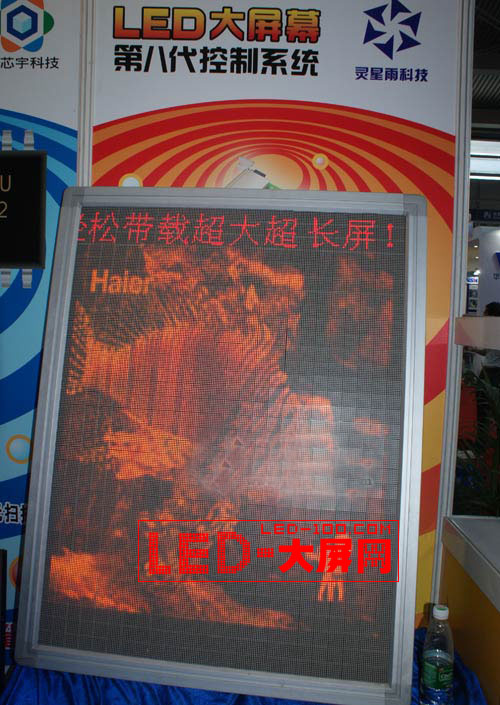 LED大屏幕
第八代控制系统
芯宇科技
灵星雨科技
U
2
轻松带载超大超长屏！
Haier
LED-100.COM
LED-大屏网